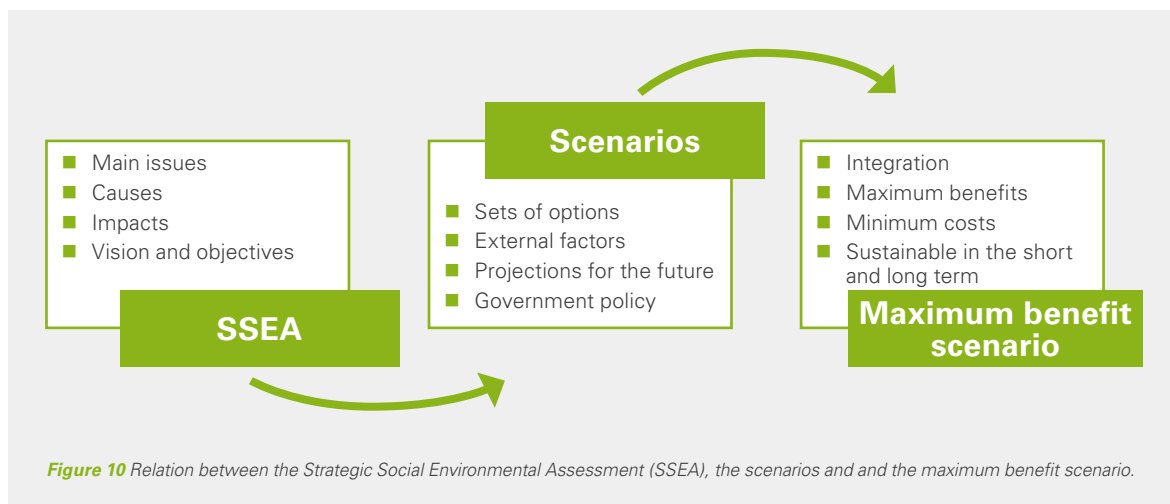 Main issues
Causes
Impacts
Vision and objectives
SSEA
Scenarios
Sets of options
External factors
Projections for the future
Government policy
Integration
Maximum benefits
Minimum costs
Sustainable in the short
and long term
Maximum benefit
scenario
Figure 10 Relation between the Strategic Social Environmental Assessment (SSEA), the scenarios and and the maximum benefit scenario.